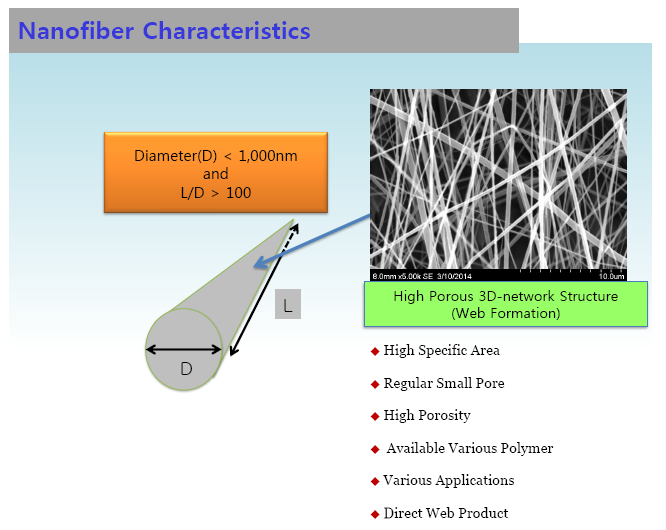 Nanofiber Characteristics
Diameter(D) < 1,000nm
and
L/D > 100
L
D
8.0mm x5.00k SE 3/10/2014 10.0um
High Porous 3D-network Structure
(Web Formation)
High Specific Area
Regular Small Pore
High Porosity
Available Various Polymer
Various Applications
Direct Web Product